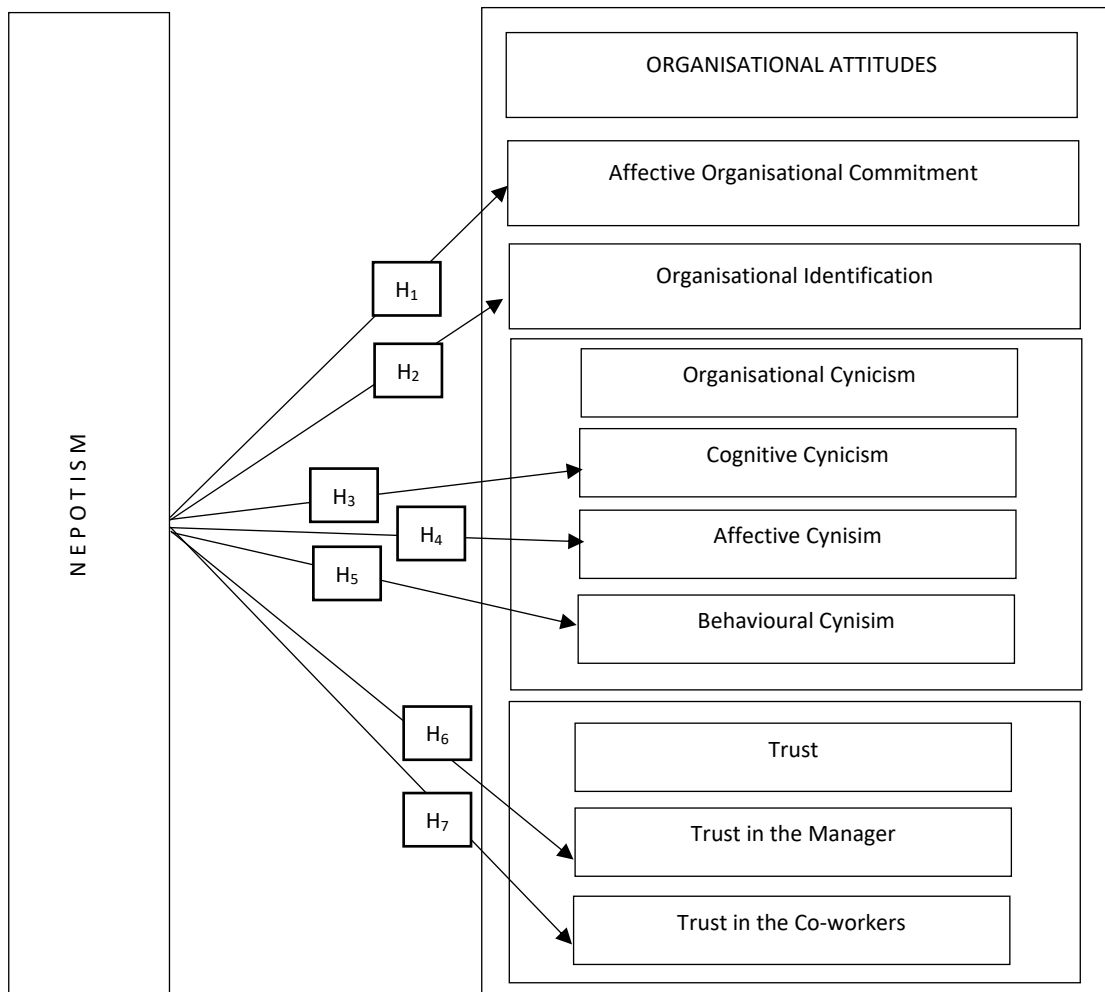 ORGANISATIONAL ATTITUDES
Affective Organisational Commitment
H₁
Organisational Identification
H₂
Organisational Cynicism
Cognitive Cynicism
H₃
N E P O T I S M
Affective Cynisim
H₄
H₅
Behavioural Cynisim
H₆
Trust
H₇
Trust in the Manager
Trust in the Co-workers